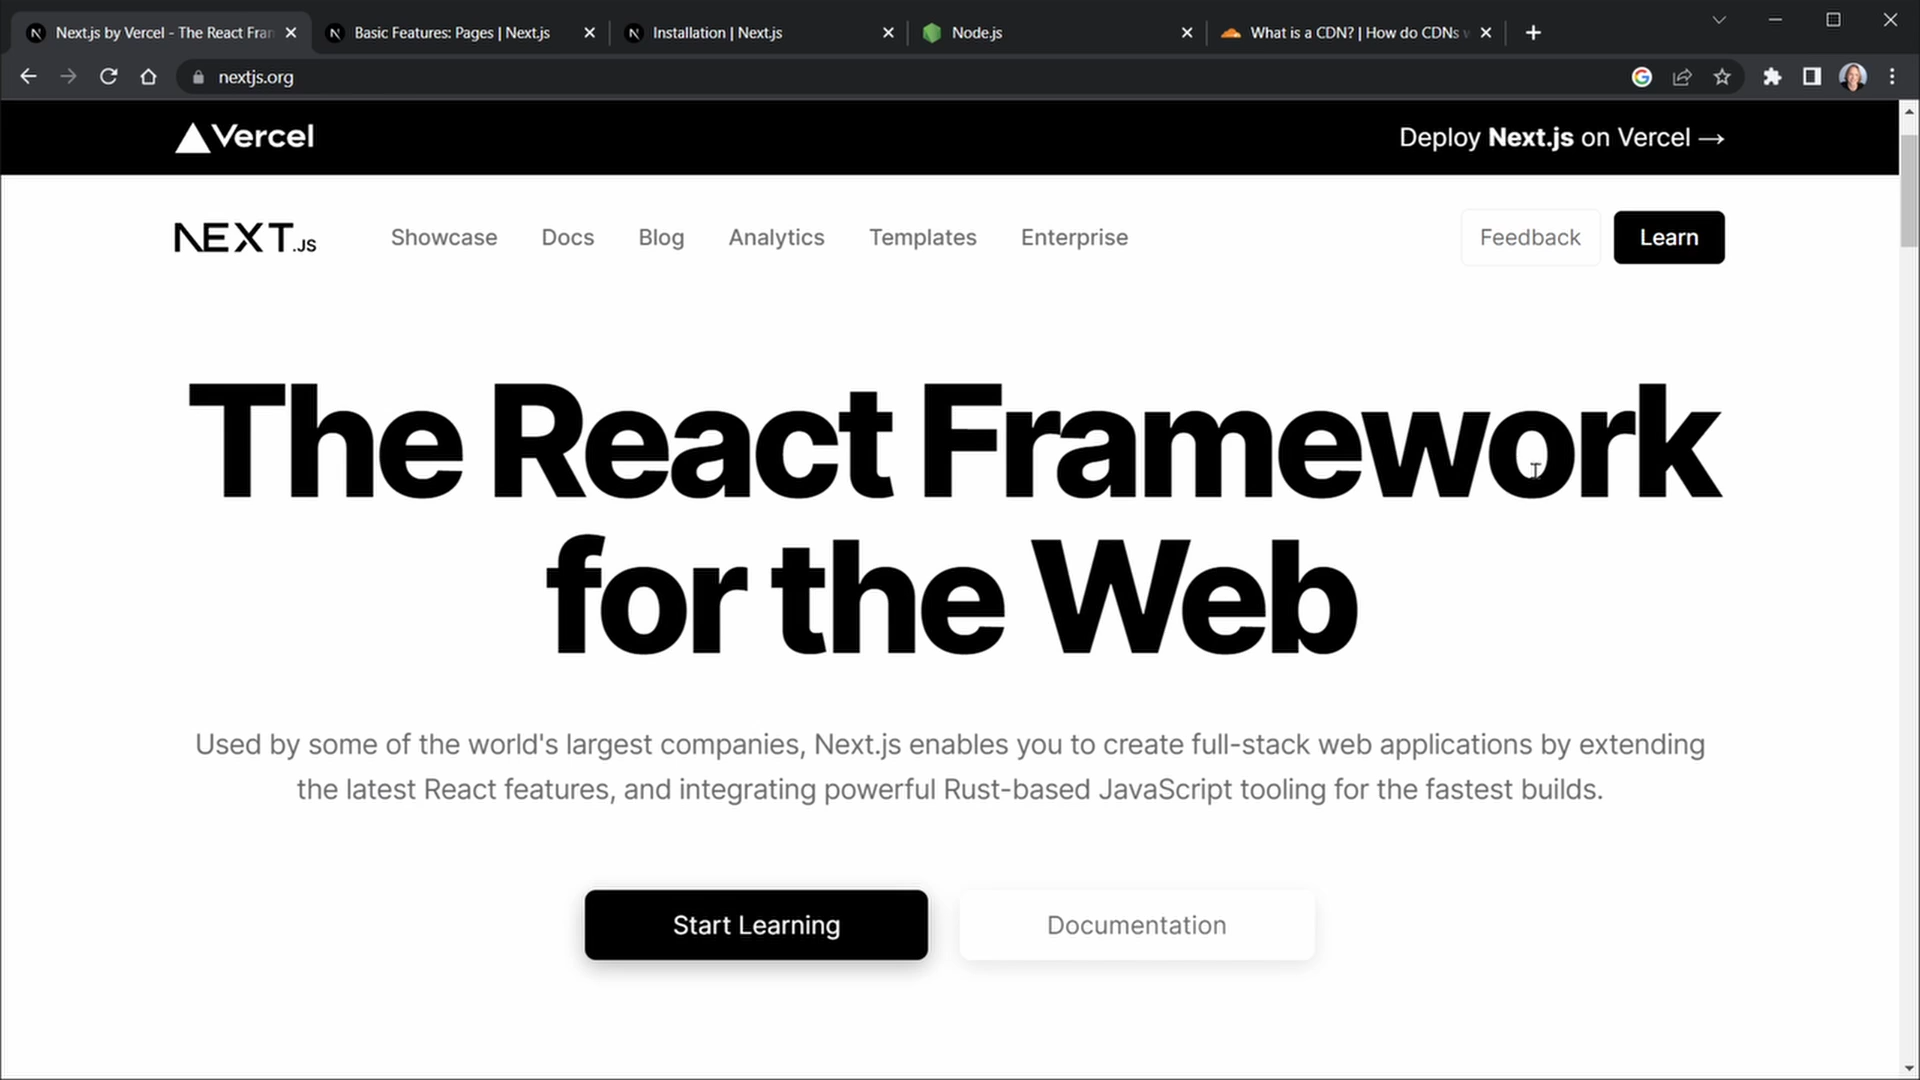 Next.js by Vercel - The React Fran
Basic Features: Pages | Next.js
Installation | Next.js
Node.js
What is a CDN? | How do CDNs w
nextjs.org
Vercel
Deploy Next.js on Vercel →
NEXT.JS
Showcase
Docs
Blog
Analytics
Templates
Enterprise
Feedback
Learn
The React Framework
for the Web
Used by some of the world's largest companies, Next.js enables you to create full-stack web applications by extending
the latest React features, and integrating powerful Rust-based JavaScript tooling for the fastest builds.
Start Learning
Documentation